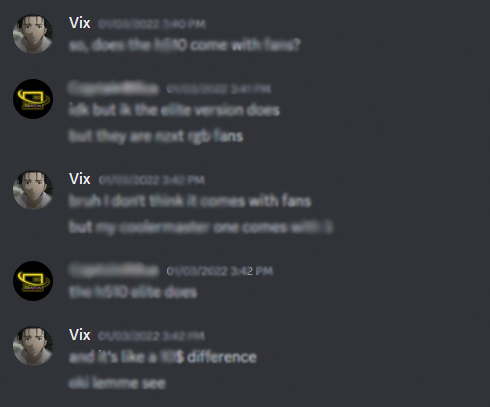 Vix 01/03/2022 3:40 PM
so, does the h510 come with fans?
01/03/2022 3:41 PM
idk but ik the elite version does
but they are nzxt rgb fans
Vix 01/03/2022 3:42 PM
bruh I don't think it comes with fans
but my coolermaster one comes with 3
01/03/2022 3:42 PM
the h510 elite does
Vix 01/03/2022 3:42 PM
and it's like a 10$ difference
oki lemme see